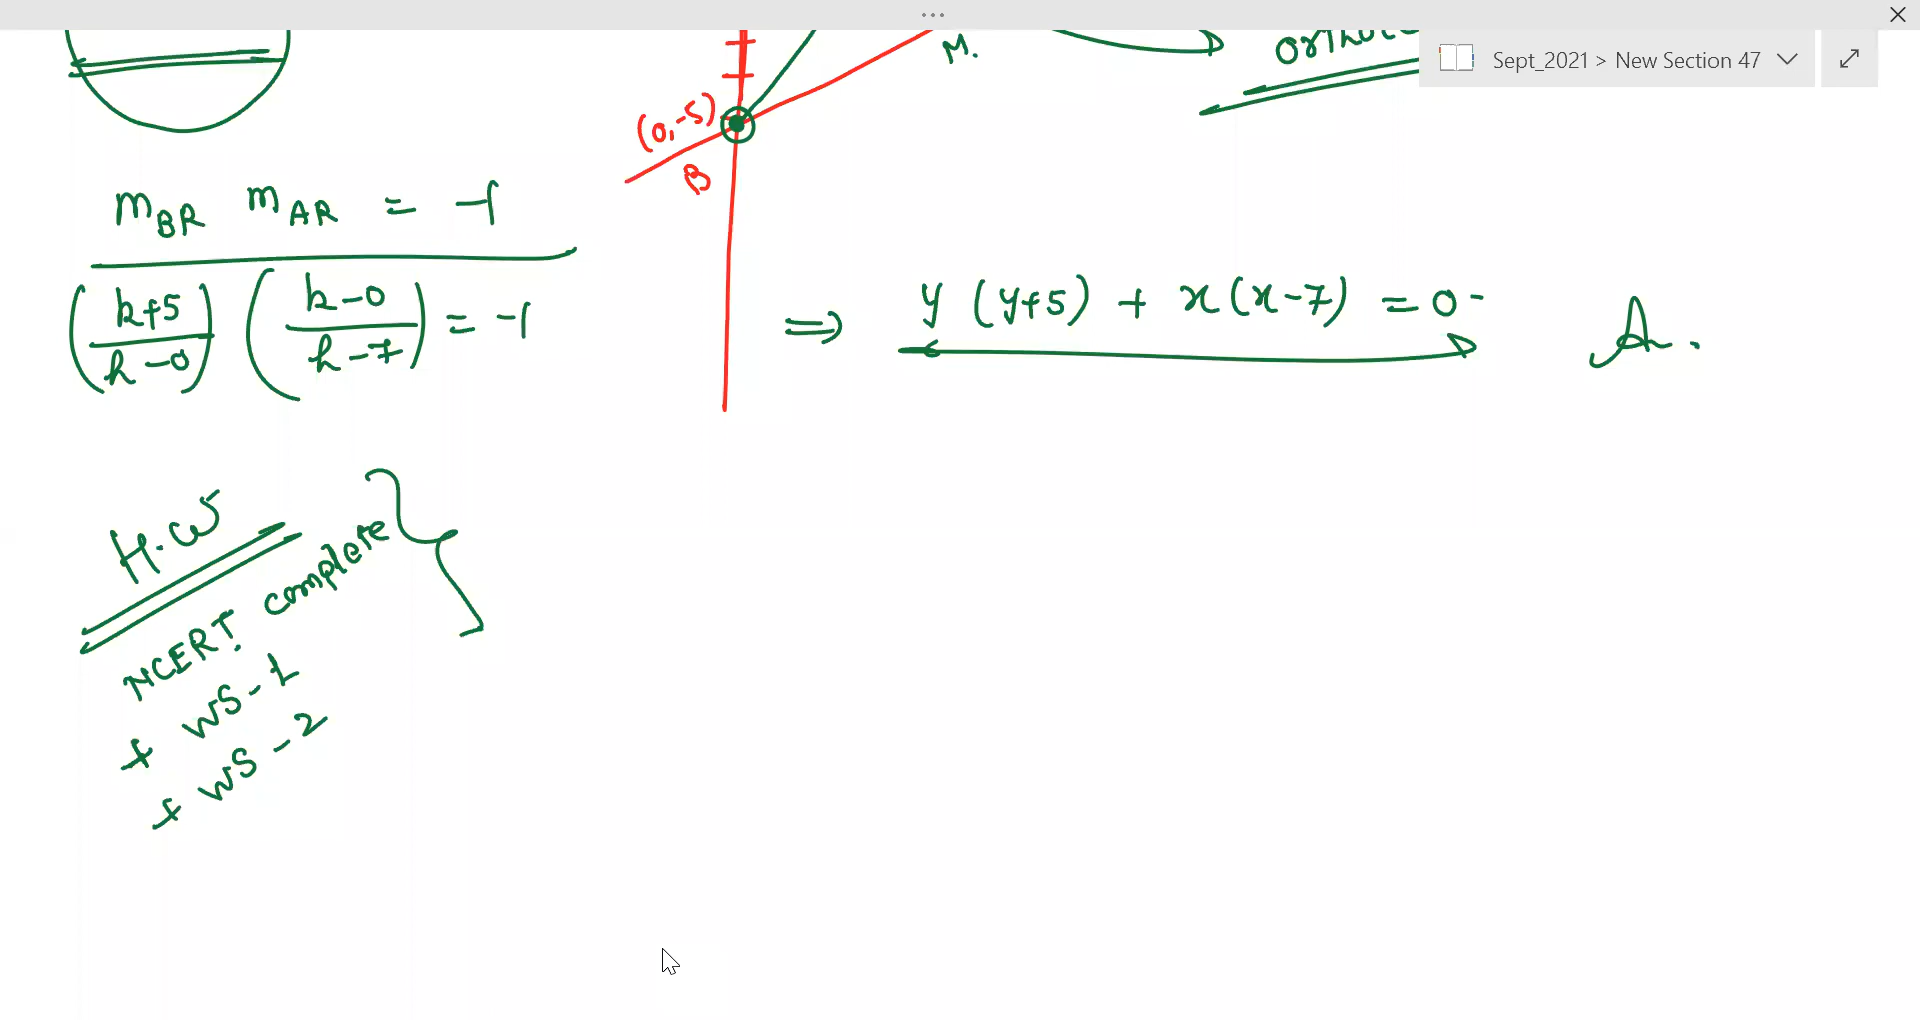 M.
Sept_2021 > New Section 47
(0,-5)
B
m_BR m_AR = -1
(k+5 / h-0) (k-0 / h-7) = -1
⇒ y (y+5) + x(x-7) = 0
A.
H.W
NCERT complete
+ WS-1
+ WS-2